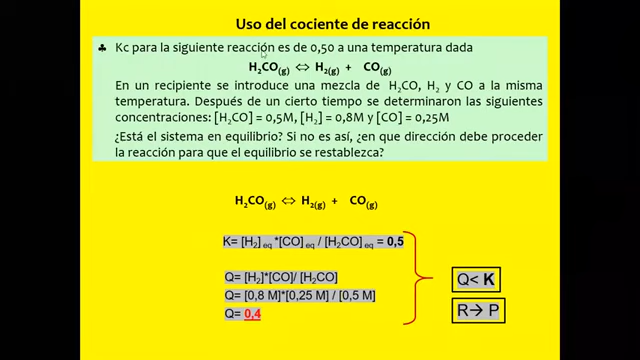 Uso del cociente de reacción
♣ Kc para la siguiente reacción es de 0,50 a una temperatura dada
H₂CO(g) ⇔ H₂(g) + CO(g)
En un recipiente se introduce una mezcla de H₂CO, H₂ y CO a la misma
temperatura. Después de un cierto tiempo se determinaron las siguientes
concentraciones: [H₂CO] = 0,5M, [H₂] = 0,8M y [CO] = 0,25M
¿Está el sistema en equilibrio? Si no es así, ¿en que dirección debe proceder
la reacción para que el equilibrio se restablezca?
H₂CO(g) ⇔ H₂(g) + CO(g)
K= [H₂]eq*[CO]eq / [H₂CO]eq = 0,5
Q= [H₂]*[CO]/ [H₂CO]
Q= [0,8 M]*[0,25 M] / [0,5 M]
Q= 0,4
Q< K
R→ P